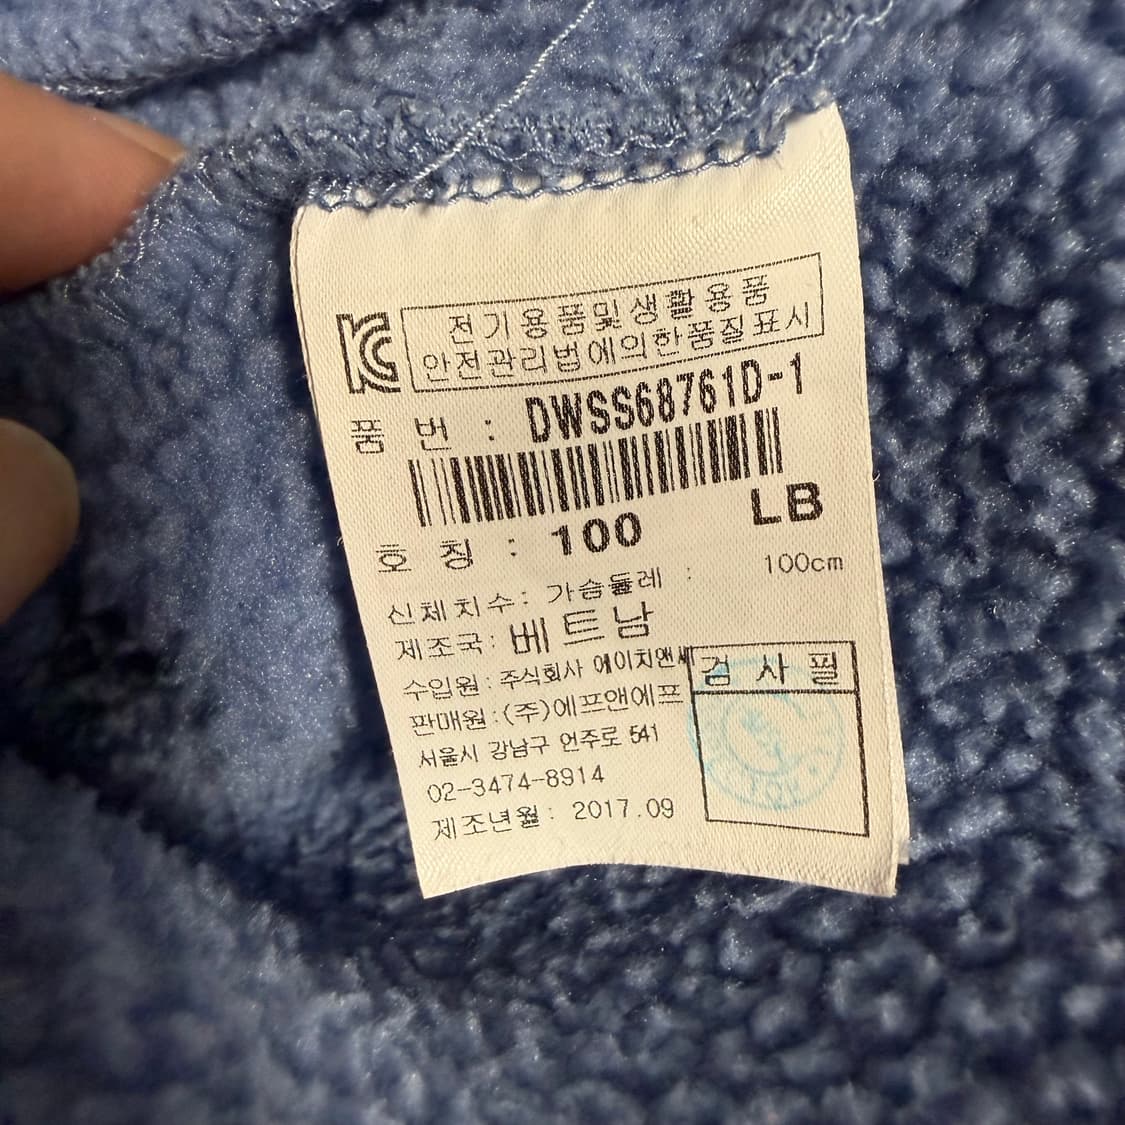 KC
전기용품및생활용품
안전관리법에의한품질표시
품 번 : DWSS68761D-1
LB
호 칭 : 100
신체치수: 가슴둘레 : 100cm
제조국: 베트남
수입원: 주식회사 에이치앤
판매원:(주)에프앤에프
서울시 강남구 언주로 541
02-3474-8914
제조년월: 2017.09
검 사 필